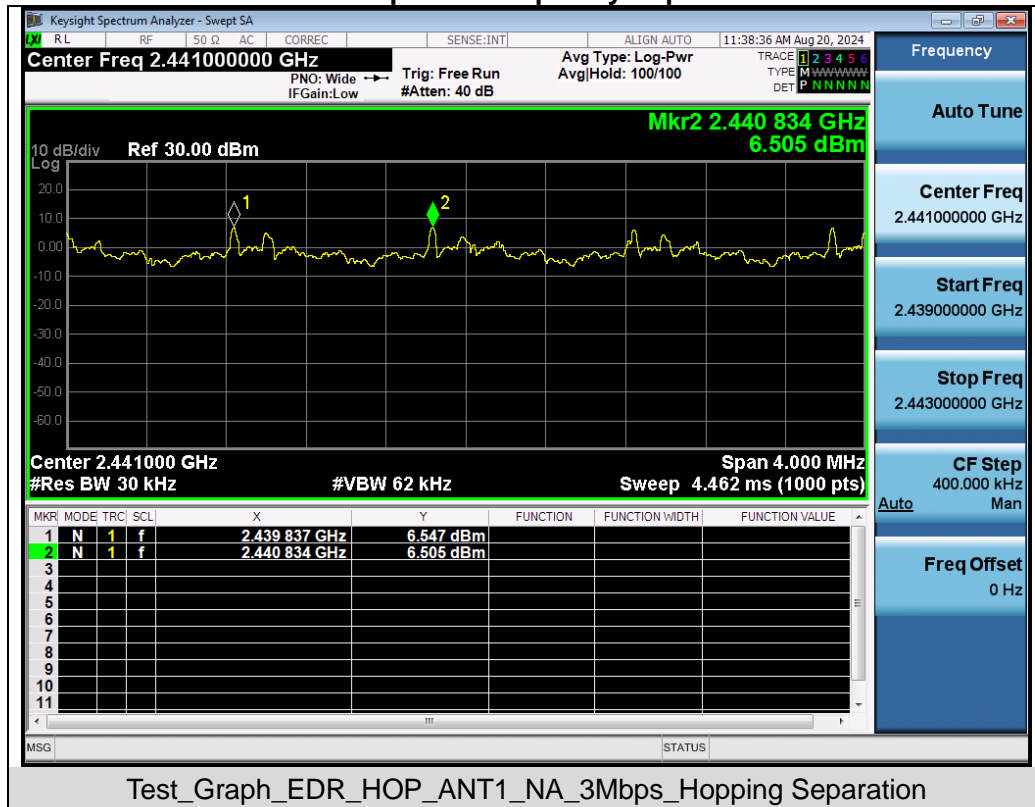 Keysight Spectrum Analyzer - Swept SA
LXI RL RF 50 Ω AC CORREC SENSE:INT ALIGN AUTO 11:38:36 AM Aug 20, 2024
Center Freq 2.441000000 GHz
PNO: Wide
IFGain:Low
Trig: Free Run
#Atten: 40 dB
Avg Type: Log-Pwr
Avg|Hold: 100/100
TRACE 1 2 3 4 5 6
TYPE M WWWWW
DET P N N N N N
Mkr2 2.440 834 GHz
6.505 dBm
10 dB/div Ref 30.00 dBm
Log
20.0
10.0
0.00
-10.0
-20.0
-30.0
-40.0
-50.0
-60.0
1
2
Center 2.441000 GHz Span 4.000 MHz
#Res BW 30 kHz #VBW 62 kHz Sweep 4.462 ms (1000 pts)
MKR MODE TRC SCL X Y FUNCTION FUNCTION WIDTH FUNCTION VALUE
1 N 1 f 2.439 837 GHz 6.547 dBm
2 N 1 f 2.440 834 GHz 6.505 dBm
3
4
5
6
7
8
9
10
11
MSG STATUS
Frequency
Auto Tune
Center Freq
2.441000000 GHz
Start Freq
2.439000000 GHz
Stop Freq
2.443000000 GHz
CF Step
400.000 kHz
Auto Man
Freq Offset
0 Hz
Test_Graph_EDR_HOP_ANT1_NA_3Mbps_Hopping Separation